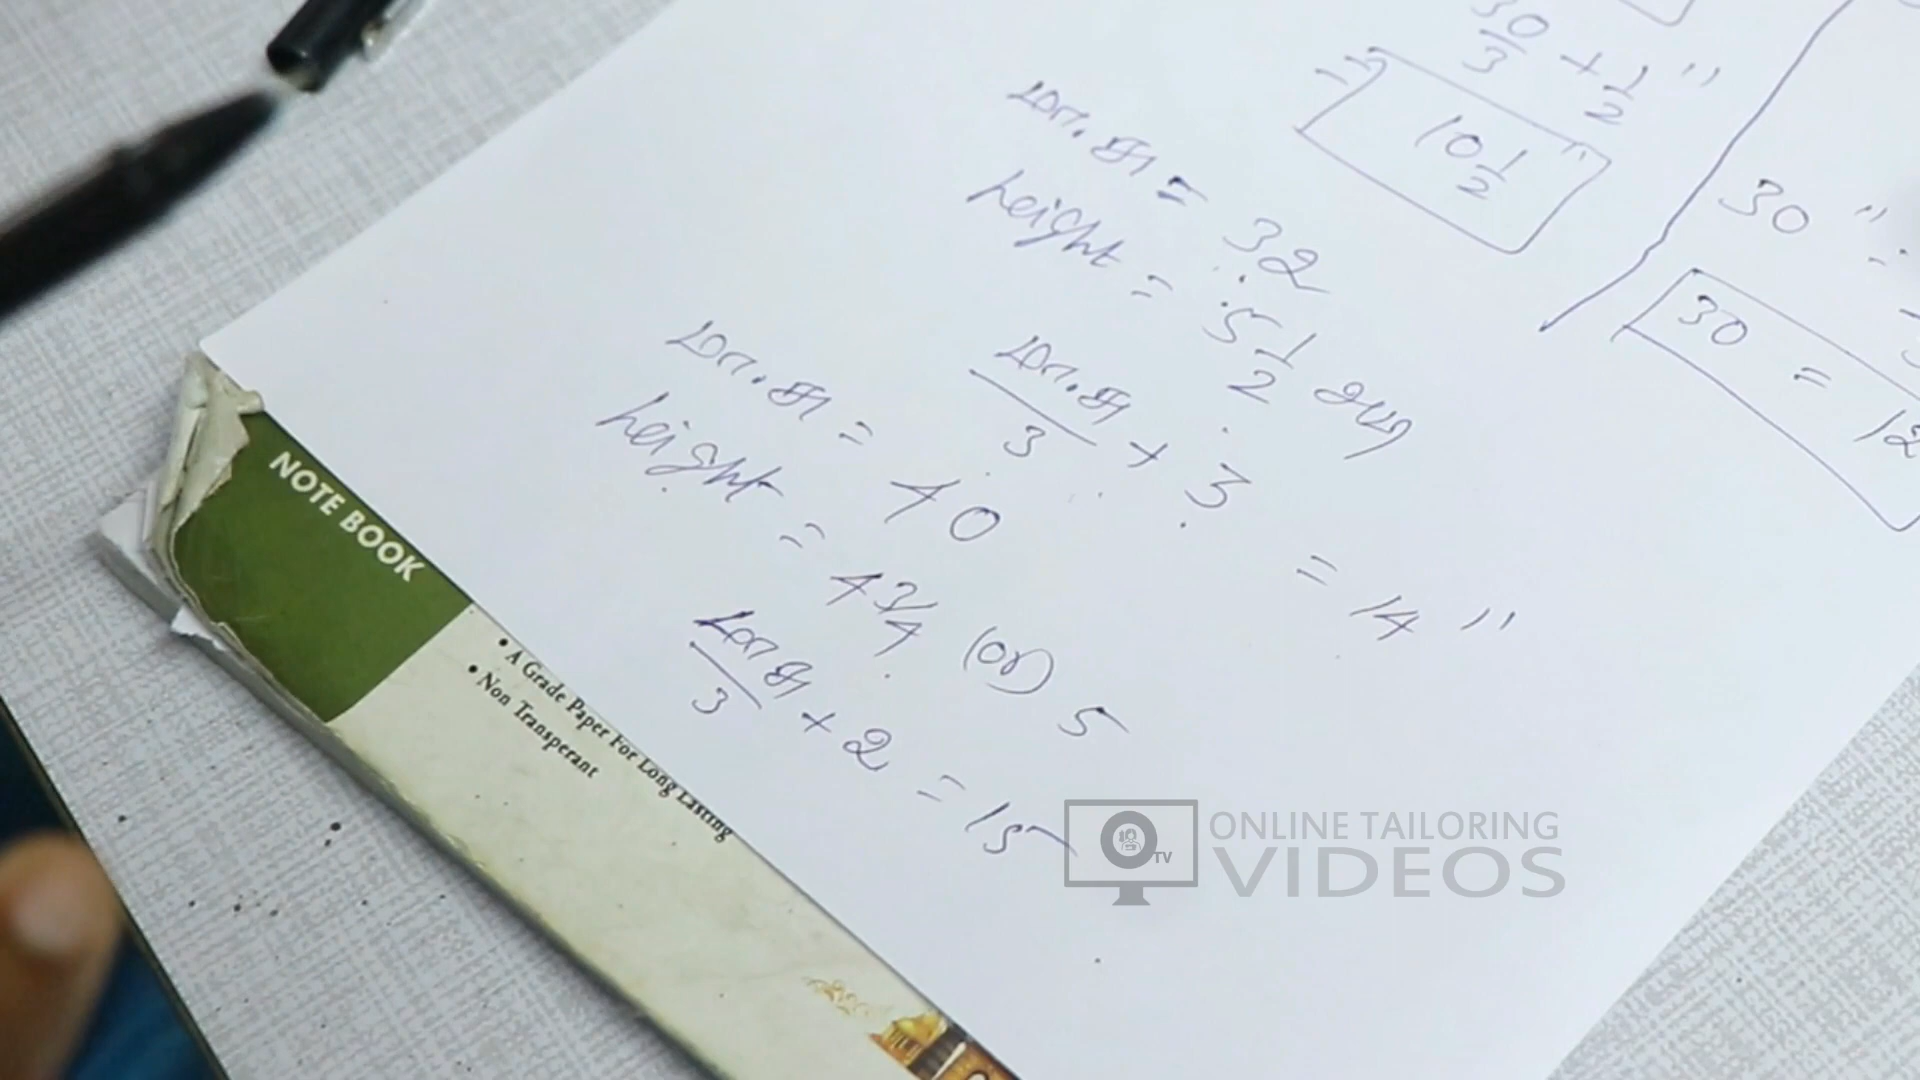 30/3 + 1/2 "
= 10 1/2 "
30 "
30 = 12
மா.சு = 32
height = 5 1/2 அடி
மா.சு/3 + 3 = 14 "
மா.சு = 40
height = 4 3/4 (or) 5
மா.சு/3 + 2 = 15
NOTE BOOK
• A Grade Paper For Long Lasting
• Non Transperant
ONLINE TAILORING
VIDEOS
TV